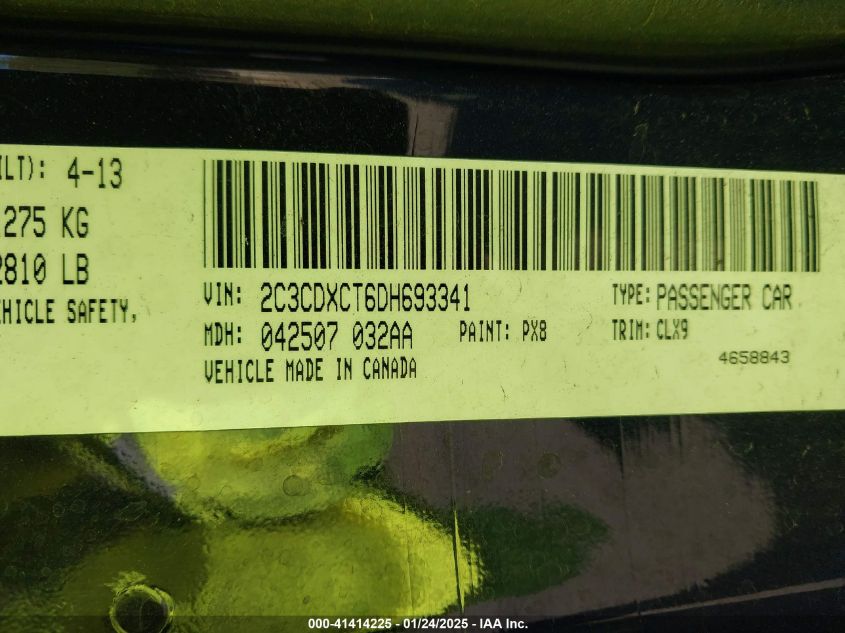 ILT): 4-13
275 KG
2810 LB
EHICLE SAFETY,
VIN: 2C3CDXCT6DH693341 TYPE: PASSENGER CAR
MDH: 042507 032AA PAINT: PX8 TRIM: CLX9
4658843
VEHICLE MADE IN CANADA
000-41414225 - 01/24/2025 - IAA Inc.